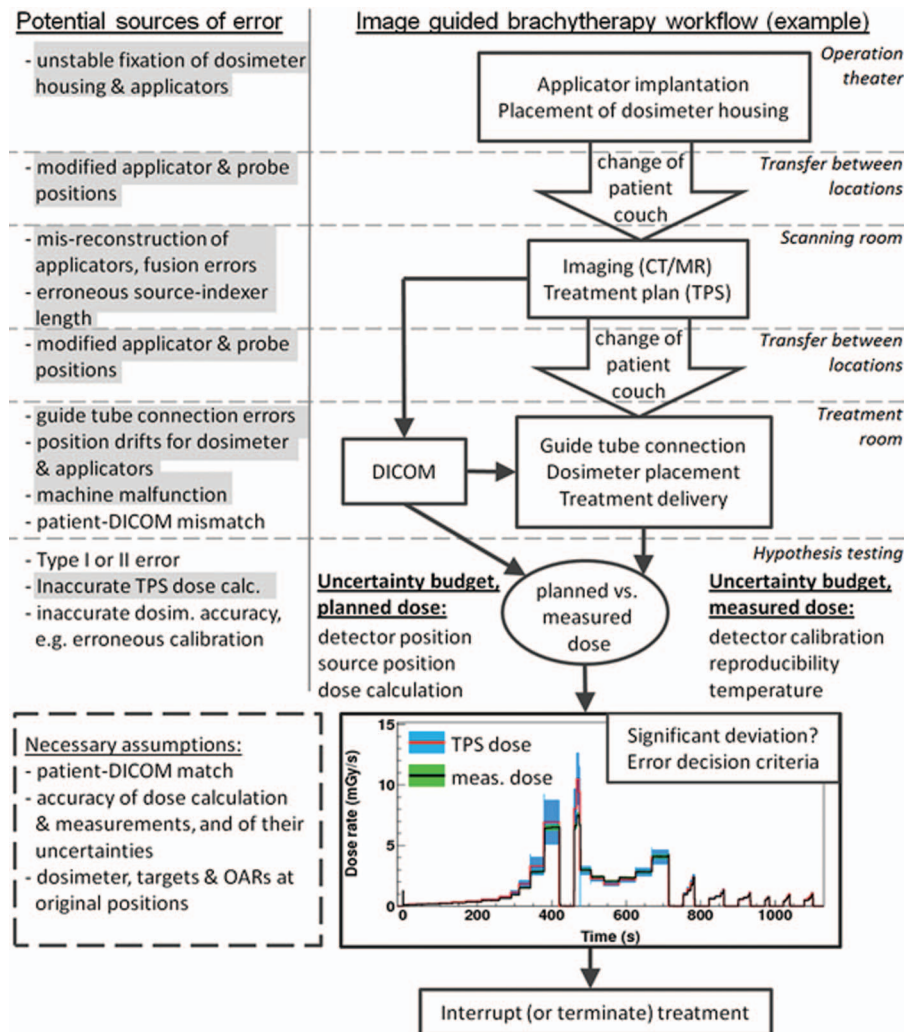 Potential sources of error
Image guided brachytherapy workflow (example)
- unstable fixation of dosimeter
housing & applicators
Applicator implantation
Placement of dosimeter housing
Operation
theater
- modified applicator & probe
positions
change of
patient
couch
Transfer between
locations
- mis-reconstruction of
applicators, fusion errors
- erroneous source-indexer
length
Imaging (CT/MR)
Treatment plan (TPS)
Scanning room
- modified applicator & probe
positions
change of
patient
couch
Transfer between
locations
- guide tube connection errors
- position drifts for dosimeter
& applicators
- machine malfunction
- patient-DICOM mismatch
DICOM
Guide tube connection
Dosimeter placement
Treatment delivery
Treatment
room
- Type I or II error
- Inaccurate TPS dose calc.
- inaccurate dosim. accuracy,
e.g. erroneous calibration
Hypothesis testing
Uncertainty budget,
planned dose:
detector position
source position
dose calculation
planned vs.
measured
dose
Uncertainty budget,
measured dose:
detector calibration
reproducibility
temperature
Necessary assumptions:
- patient-DICOM match
- accuracy of dose calculation
& measurements, and of their
uncertainties
- dosimeter, targets & OARs at
original positions
Significant deviation?
Error decision criteria
TPS dose
meas. dose
Dose rate (mGy/s)
15
10
5
0
0 200 400 600 800 1000
Time (s)
Interrupt (or terminate) treatment